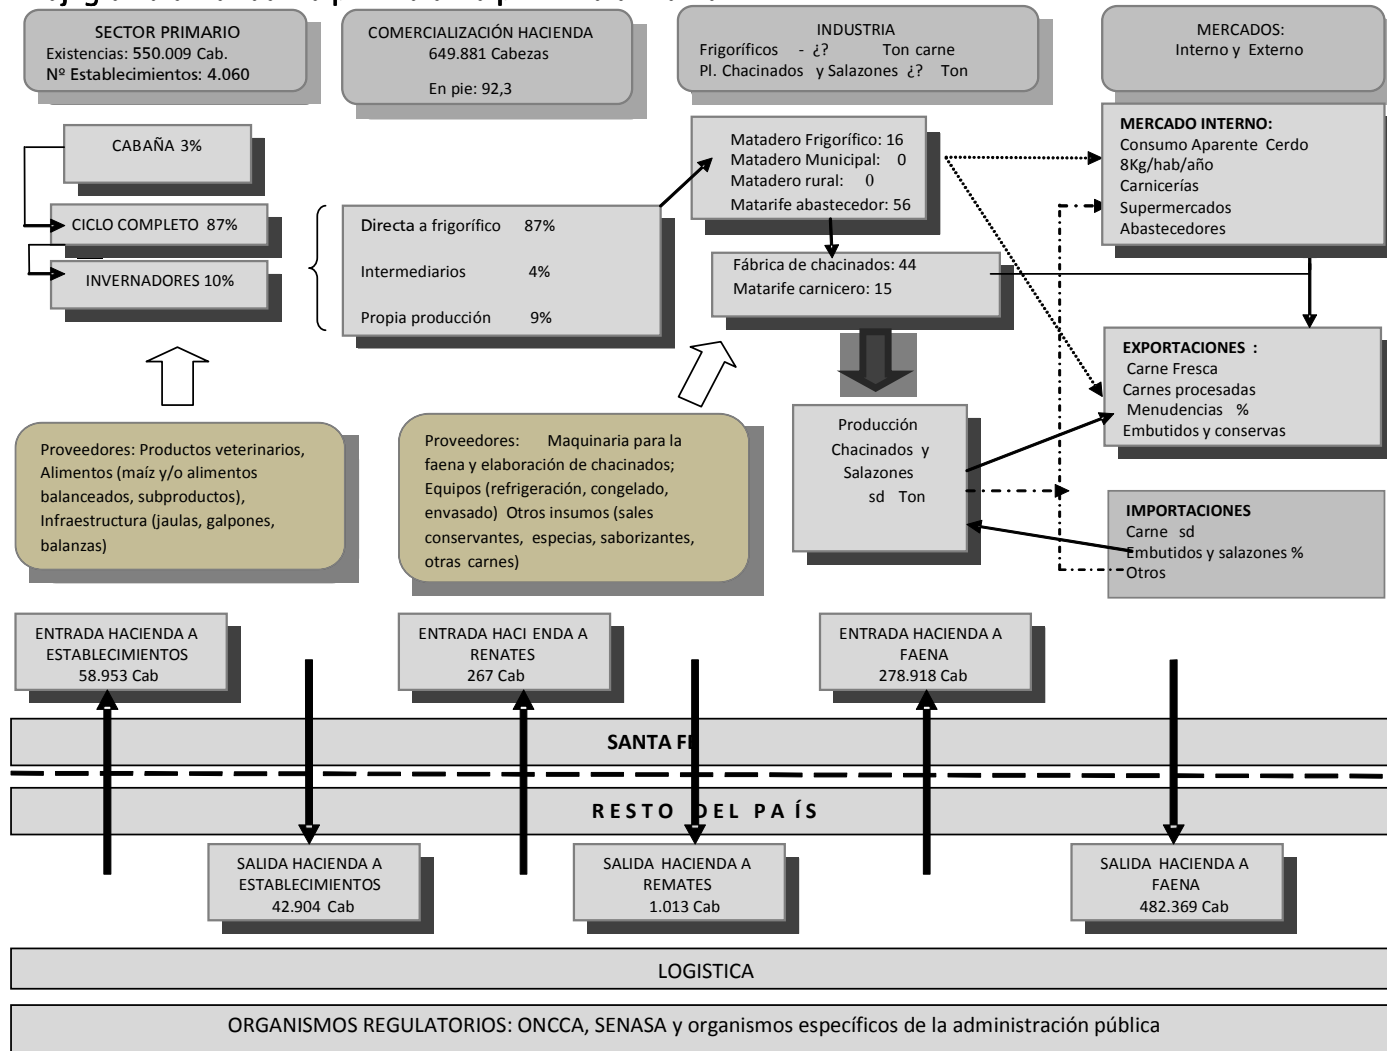 SECTOR PRIMARIO
Existencias: 550.009 Cab.
Nº Establecimientos: 4.060
COMERCIALIZACIÓN HACIENDA
649.881 Cabezas
En pie: 92,3
INDUSTRIA
Frigoríficos - ¿? Ton carne
Pl. Chacinados y Salazones ¿? Ton
MERCADOS:
Interno y Externo
CABAÑA 3%
CICLO COMPLETO 87%
INVERNADORES 10%
Directa a frigorífico 87%
Intermediarios 4%
Propia producción 9%
Matadero Frigorífico: 16
Matadero Municipal: 0
Matadero rural: 0
Matarife abastecedor: 56
Fábrica de chacinados: 44
Matarife carnicero: 15
MERCADO INTERNO:
Consumo Aparente Cerdo
8Kg/hab/año
Carnicerías
Supermercados
Abastecedores
EXPORTACIONES :
Carne Fresca
Carnes procesadas
Menudencias %
Embutidos y conservas
Proveedores: Productos veterinarios,
Alimentos (maíz y/o alimentos
balanceados, subproductos),
Infraestructura (jaulas, galpones,
balanzas)
Proveedores: Maquinaria para la
faena y elaboración de chacinados;
Equipos (refrigeración, congelado,
envasado) Otros insumos (sales
conservantes, especias, saborizantes,
otras carnes)
Producción
Chacinados y
Salazones
sd Ton
IMPORTACIONES
Carne sd
Embutidos y salazones %
Otros
ENTRADA HACIENDA A
ESTABLECIMIENTOS
58.953 Cab
ENTRADA HACI ENDA A
RENATES
267 Cab
ENTRADA HACIENDA A
FAENA
278.918 Cab
SANTA FE
RESTO DEL PAÍS
SALIDA HACIENDA A
ESTABLECIMIENTOS
42.904 Cab
SALIDA HACIENDA A
REMATES
1.013 Cab
SALIDA HACIENDA A
FAENA
482.369 Cab
LOGISTICA
ORGANISMOS REGULATORIOS: ONCCA, SENASA y organismos específicos de la administración pública